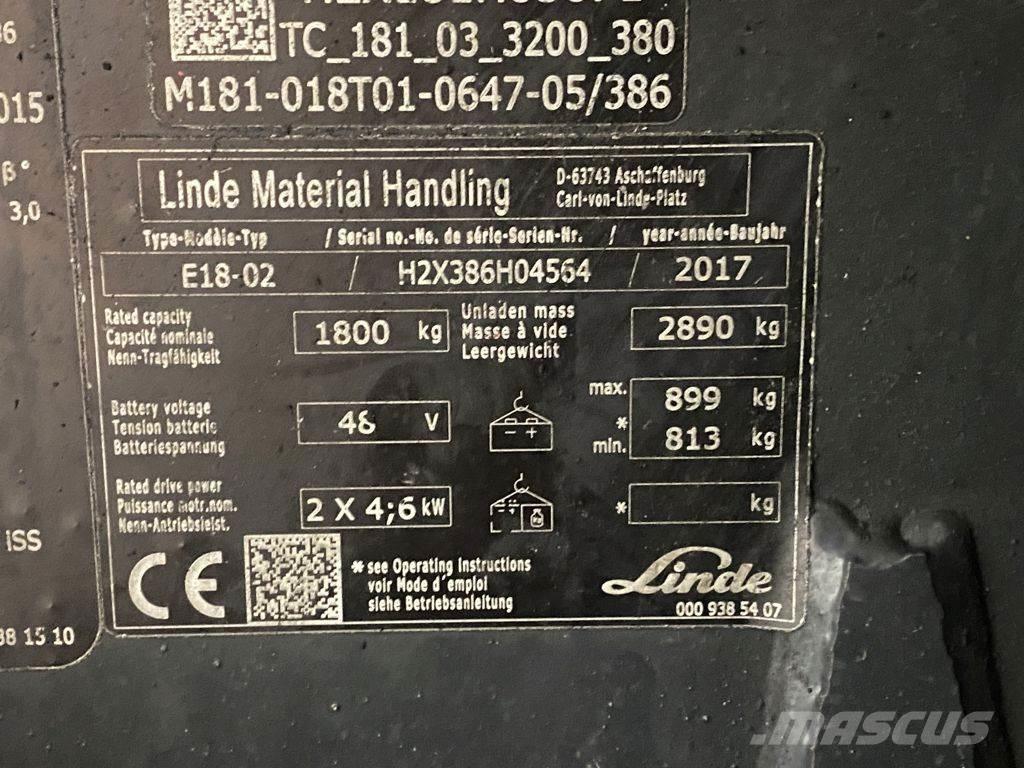 TC_181_03_3200_380
M181-018T01-0647-05/386
015
β°
3,0
Linde Material Handling
D-63743 Aschaffenburg
Carl-von-Linde-Platz
Type-Modèle-Typ / Serial no.-No. de série-Serien-Nr. / year-année-Baujahr
E18-02 / H2X386H04564 / 2017
Rated capacity
Capacité nominale
Nenn-Tragfähigkeit
1800 kg
Unladen mass
Masse à vide
Leergewicht
2890 kg
Battery voltage
Tension batterie
Batteriespannung
48 V
- +
max.
*
min.
899 kg
813 kg
Rated drive power
Puissance motr.nom.
Nenn-Antriebsleist.
2 X 4;6 kW
* kg
ISS
CE
* see Operating Instructions
voir Mode d'emploi
siehe Betriebsanleitung
Linde
000 938 54 07
38 15 10
MASCUS